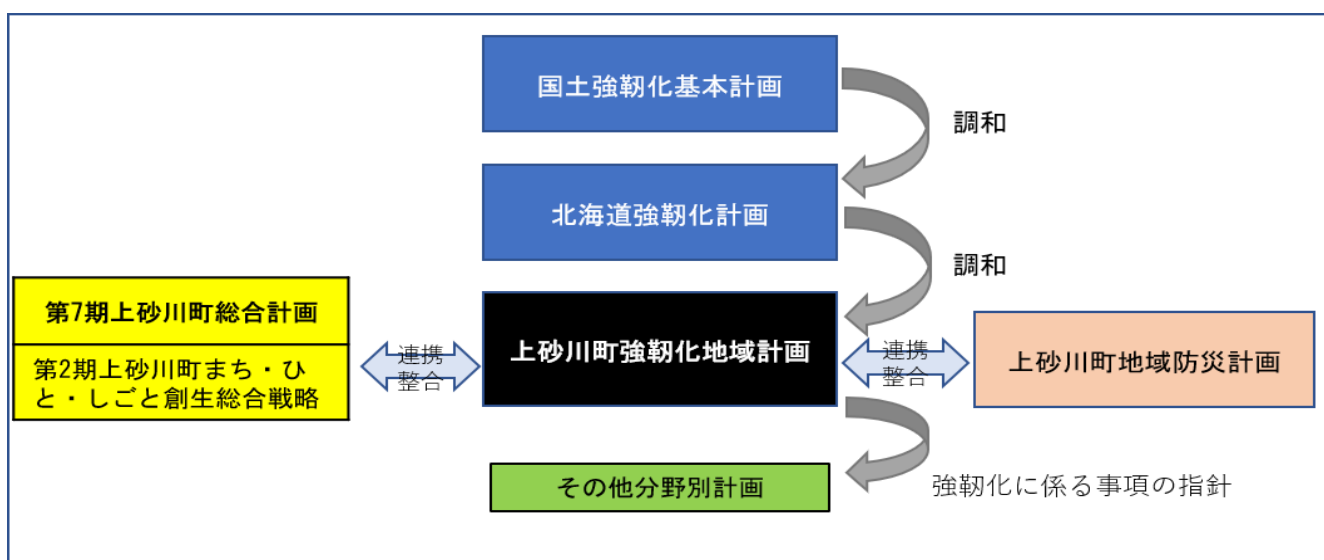 国土強靭化基本計画
調和
北海道強靭化計画
調和
第7期上砂川町総合計画
第2期上砂川町まち・ひ
と・しごと創生総合戦略
連携
整合
上砂川町強靭化地域計画
連携
整合
上砂川町地域防災計画
その他分野別計画
強靭化に係る事項の指針